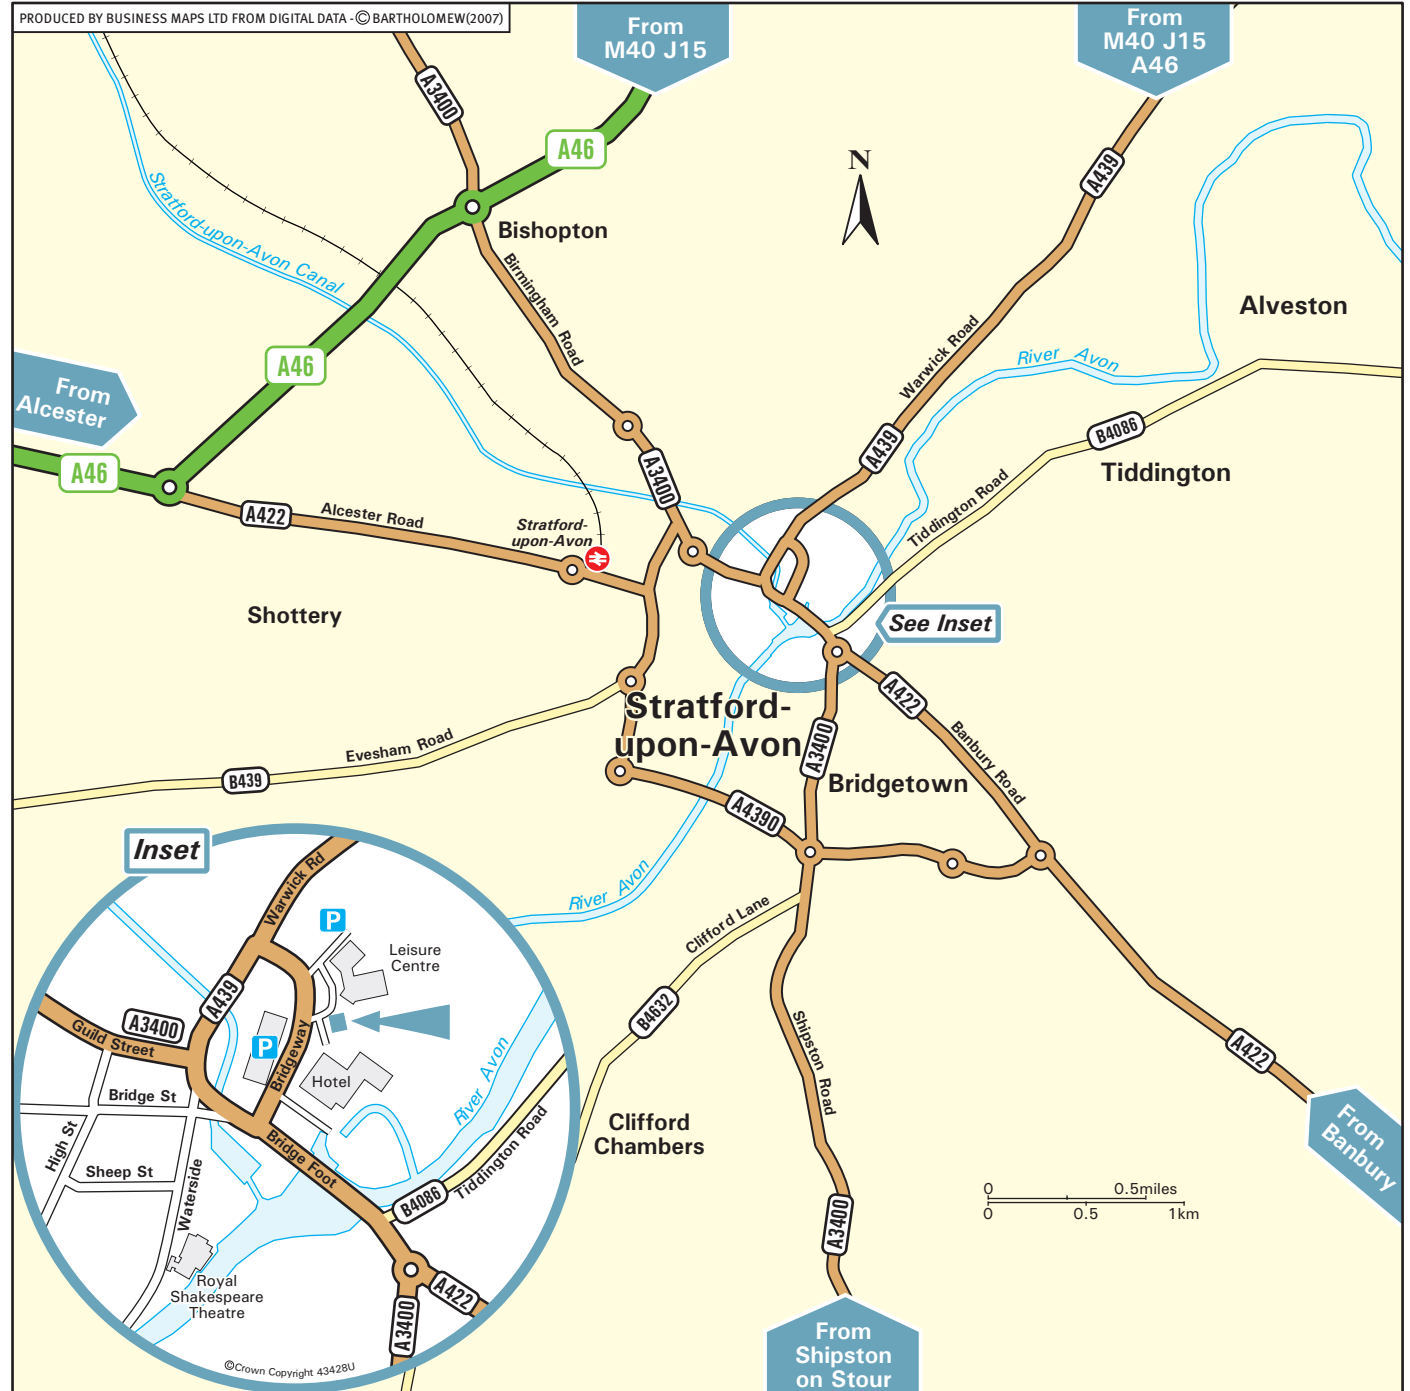 PRODUCED BY BUSINESS MAPS LTD FROM DIGITAL DATA - © BARTHOLOMEW(2007)
From
M40 J15
From
M40 J15
A46
A3400
A46
N
A439
Stratford-upon-Avon Canal
Bishopton
Birmingham Road
Alveston
A46
Warwick Road
River Avon
From
Alcester
A46
A439
B4086
Tiddington
A3400
A422
Alcester Road
Stratford-
upon-Avon
Tiddington Road
Shottery
See Inset
A422
Stratford-
upon-Avon
Evesham Road
B439
A3400
Banbury Road
Bridgetown
A4390
River Avon
Clifford Lane
B4632
Shipston Road
A422
Clifford
Chambers
From
Banbury
0 0.5miles
0 0.5 1km
A3400
From
Shipston
on Stour
Inset
Warwick Rd
P
Leisure
Centre
A439
A3400
Guild Street
P
Bridgeway
Hotel
River Avon
Bridge St
High St
Bridge Foot
Sheep St
Waterside
Tiddington Road
B4086
Royal
Shakespeare
Theatre
A422
A3400
©Crown Copyright 43428U